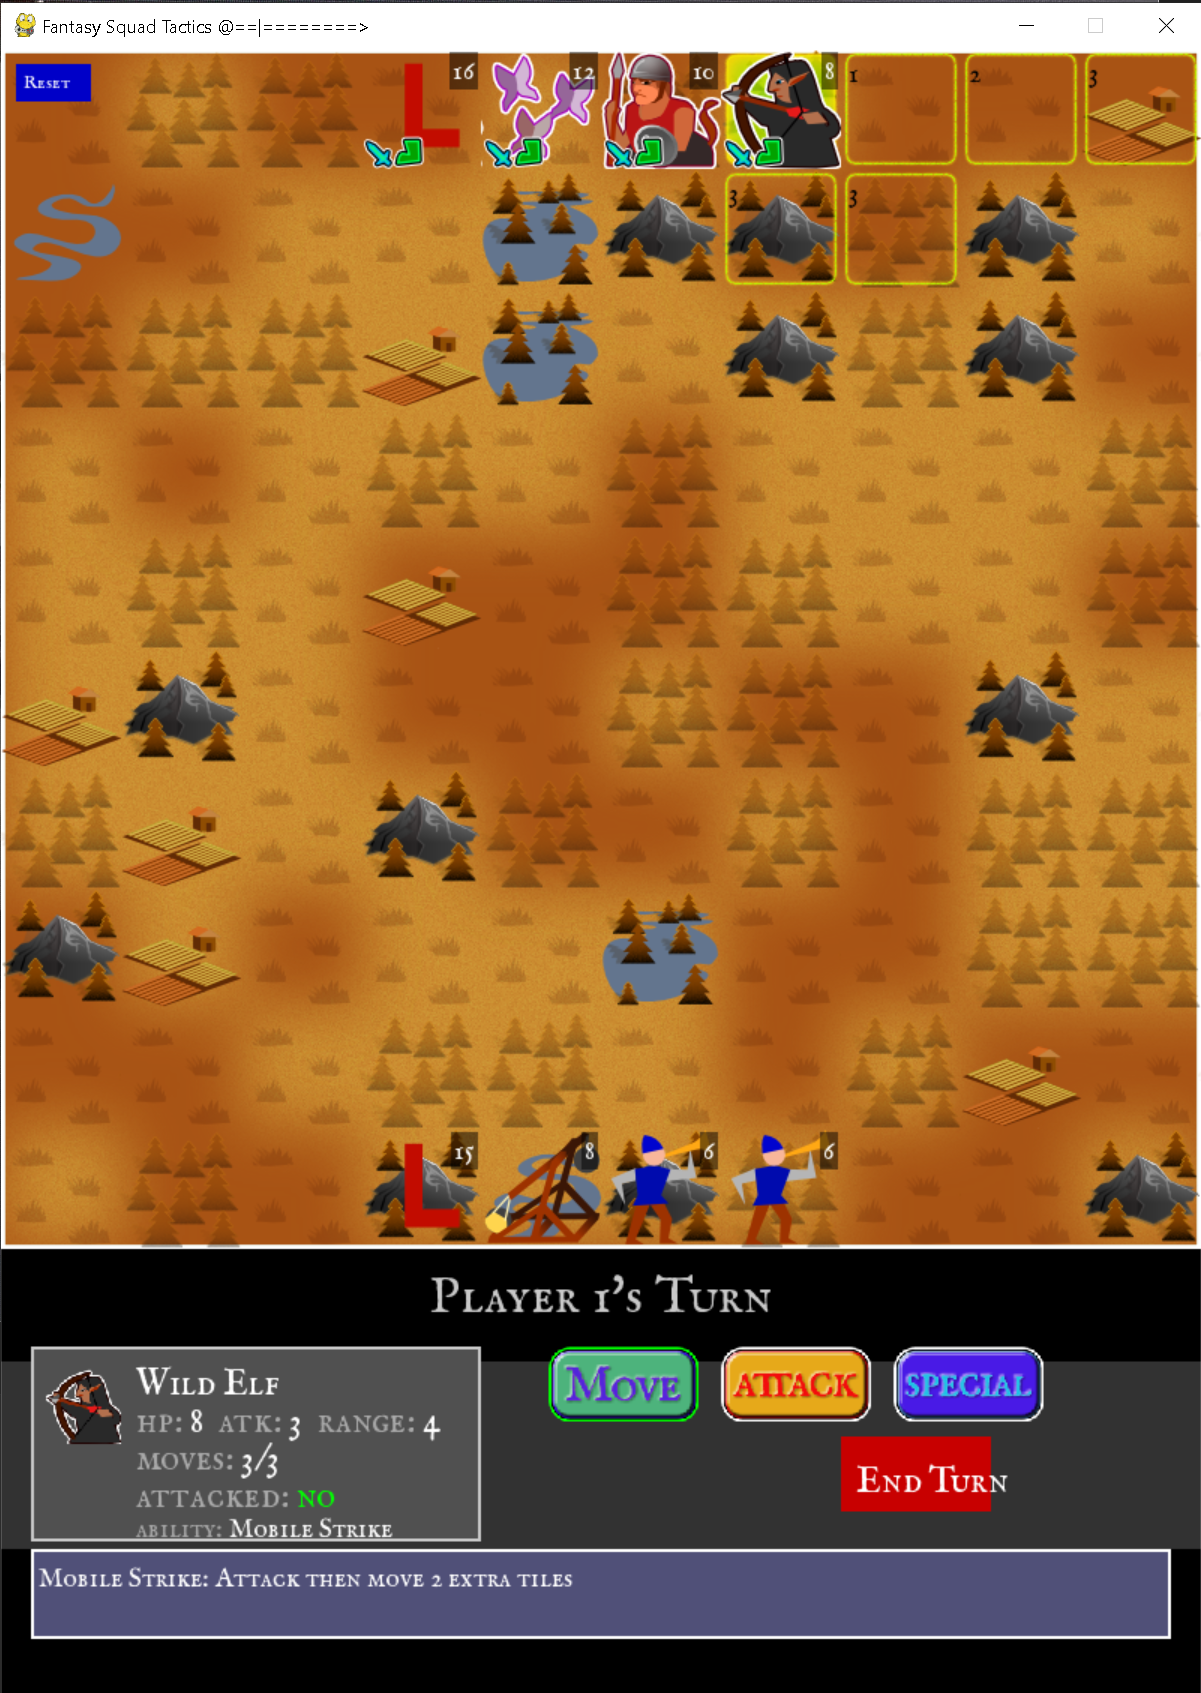 Fantasy Squad Tactics @==|========>
Reset
16 12 10 8 1 2 3
3 3
15 8 6 6
Player 1's Turn
Wild Elf
HP: 8 ATK: 3 RANGE: 4
MOVES: 3/3
ATTACKED: NO
ABILITY: Mobile Strike
Move ATTACK SPECIAL
End Turn
Mobile Strike: Attack then move 2 extra tiles